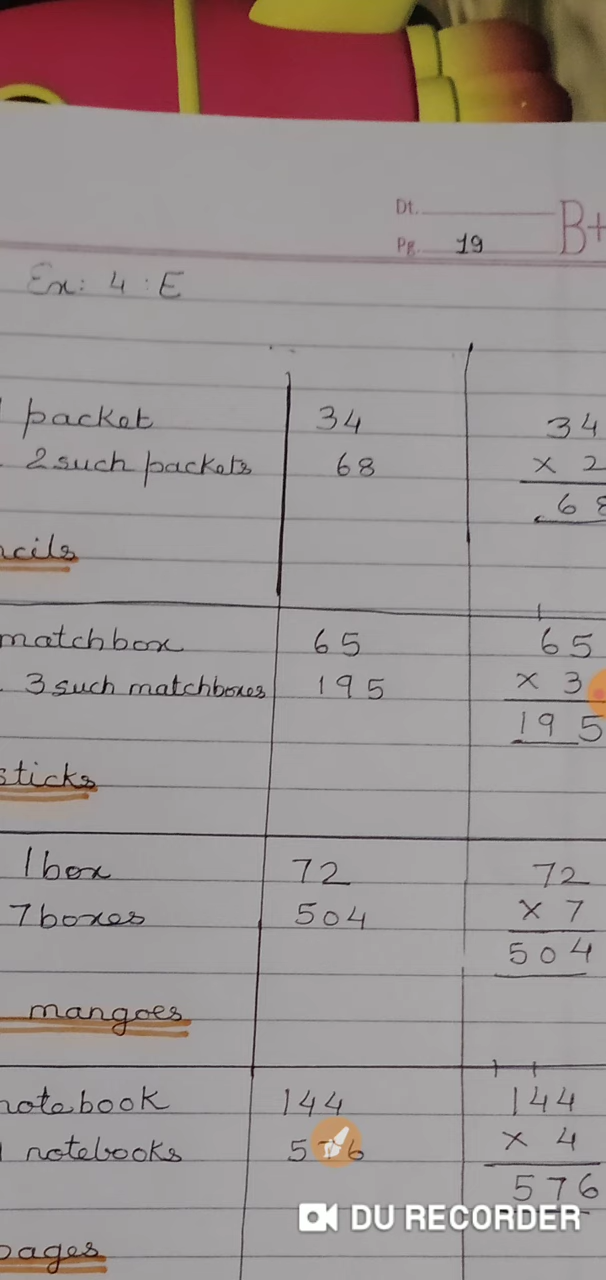 Dt.
B+
Pg. 19
Ex: 4 : E
packet 34 34
2 such packets 68 x 2
68
ncils
matchbox 65 65
3 such matchboxes 195 x 3
195
sticks
1 box 72 72
7 boxes 504 x 7
504
mangoes
notebook 144 144
notebooks 576 x 4
576
pages
DU RECORDER